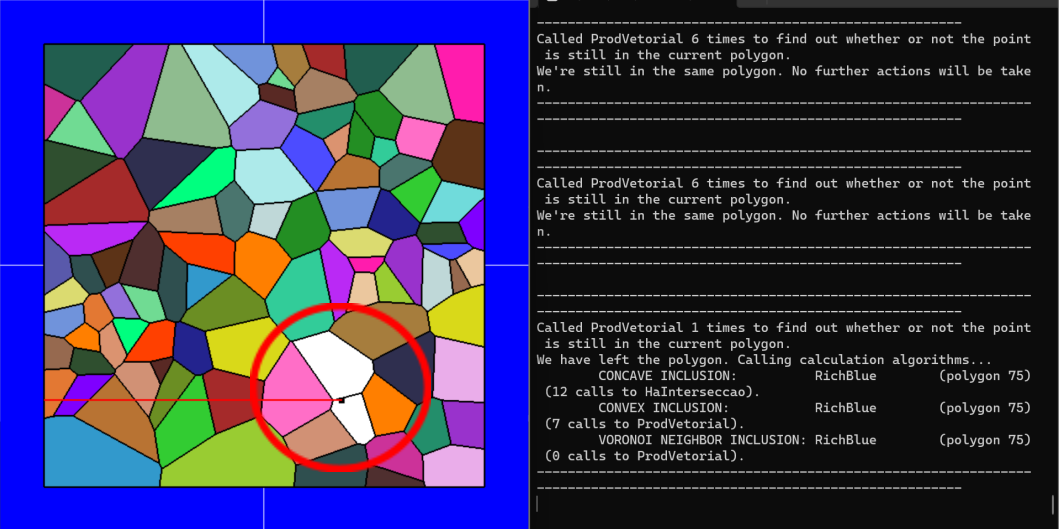 -------------------------------------------------------
Called ProdVetorial 6 times to find out whether or not the point
 is still in the current polygon.
We're still in the same polygon. No further actions will be take
n.
----------------------------------------------------------------
-------------------------------------------------------
----------------------------------------------------------------
-------------------------------------------------------
Called ProdVetorial 6 times to find out whether or not the point
 is still in the current polygon.
We're still in the same polygon. No further actions will be take
n.
----------------------------------------------------------------
-------------------------------------------------------
----------------------------------------------------------------
-------------------------------------------------------
Called ProdVetorial 1 times to find out whether or not the point
 is still in the current polygon.
We have left the polygon. Calling calculation algorithms...
        CONCAVE INCLUSION:          RichBlue        (polygon 75)
 (12 calls to HaInterseccao).
        CONVEX INCLUSION:           RichBlue        (polygon 75)
 (7 calls to ProdVetorial).
        VORONOI NEIGHBOR INCLUSION: RichBlue        (polygon 75)
 (0 calls to ProdVetorial).
----------------------------------------------------------------
-------------------------------------------------------